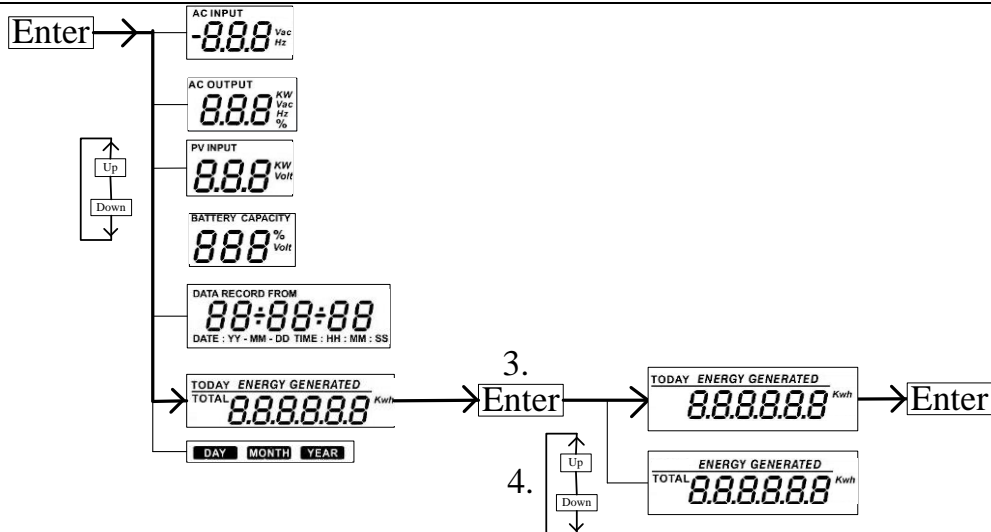 Enter
AC INPUT
-8.8.8 Vac
Hz
AC OUTPUT
8.8.8 KW
Vac
Hz
%
PV INPUT
8.8.8 KW
Volt
Up
Down
BATTERY CAPACITY
888 %
Volt
DATA RECORD FROM
88÷88÷88
DATE : YY - MM - DD TIME : HH : MM : SS
TODAY ENERGY GENERATED
TOTAL 8.8.8.8.8.8 Kwh
DAY MONTH YEAR
3.
Enter
4.
Up
Down
TODAY ENERGY GENERATED
8.8.8.8.8.8 Kwh
Enter
ENERGY GENERATED
TOTAL 8.8.8.8.8.8 Kwh